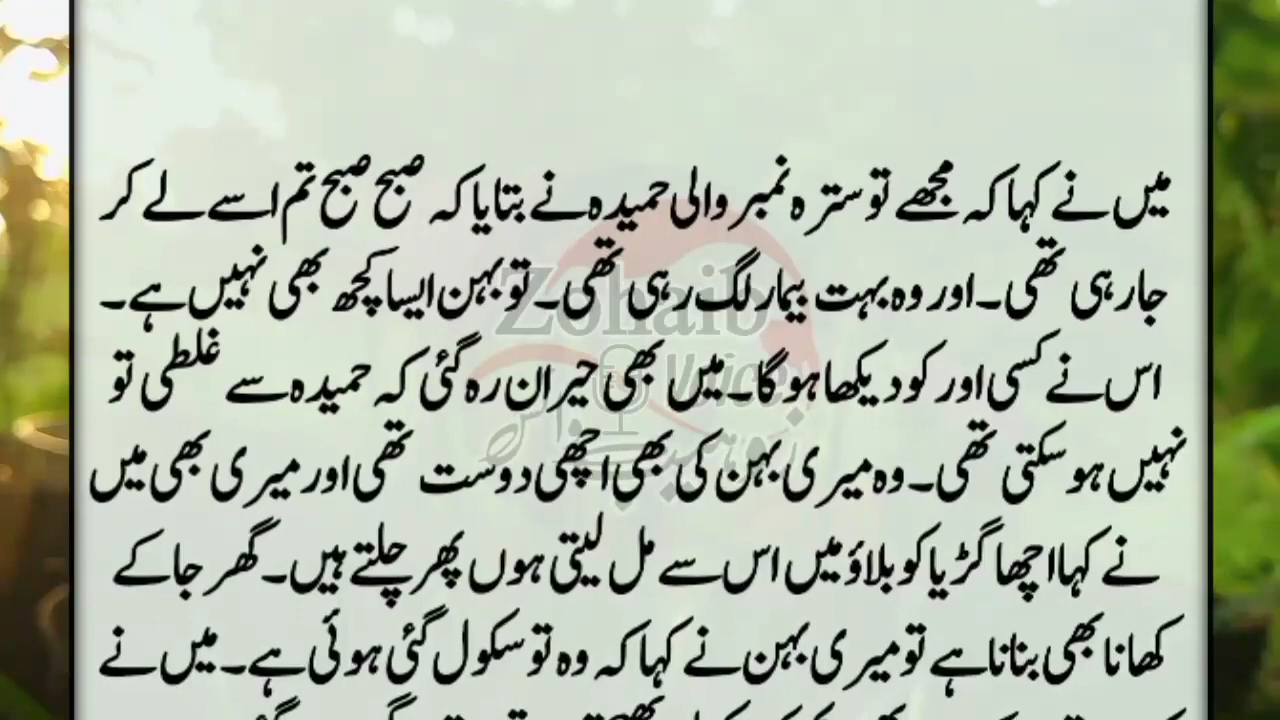 میں نے کہا کہ مجھے تو سترہ نمبر والی حمیدہ نے بتایا کہ صبح صبح تم اسے لے کر
جا رہی تھی۔ اور وہ بہت بیمار لگ رہی تھی۔ تو بہن ایسا کچھ بھی نہیں ہے۔
اس نے کسی اور کو دیکھا ہو گا۔ میں بھی حیران رہ گئی کہ حمیدہ سے غلطی تو
نہیں ہو سکتی تھی۔ وہ میری بہن کی بھی اچھی دوست تھی اور میری بھی میں
نے کہا اچھا گڑیا کو بلاؤ میں اس سے مل لیتی ہوں پھر چلتے ہیں۔ گھر جا کے
کھانا بھی بنانا ہے تو میری بہن نے کہا کہ وہ تو سکول گئی ہوئی ہے۔ میں نے
Zohaib
Voice